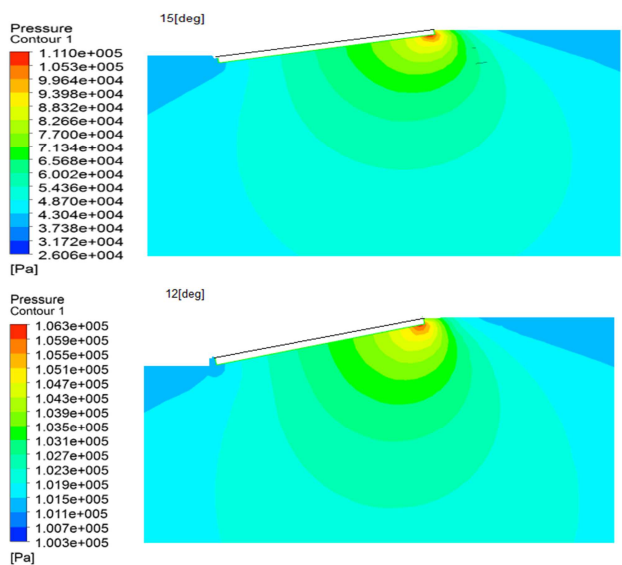 15[deg]
Pressure
Contour 1
1.110e+005
1.053e+005
9.964e+004
9.398e+004
8.832e+004
8.266e+004
7.700e+004
7.134e+004
6.568e+004
6.002e+004
5.436e+004
4.870e+004
4.304e+004
3.738e+004
3.172e+004
2.606e+004
[Pa]
12[deg]
Pressure
Contour 1
1.063e+005
1.059e+005
1.055e+005
1.051e+005
1.047e+005
1.043e+005
1.039e+005
1.035e+005
1.031e+005
1.027e+005
1.023e+005
1.019e+005
1.015e+005
1.011e+005
1.007e+005
1.003e+005
[Pa]